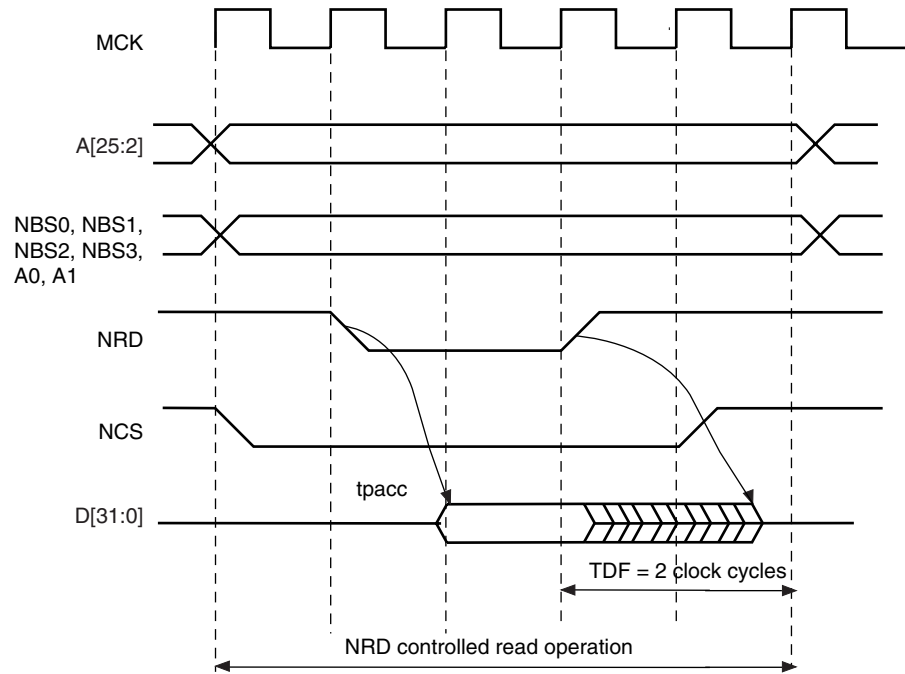 MCK
A[25:2]
NBS0, NBS1,
NBS2, NBS3,
A0, A1
NRD
NCS
tpacc
D[31:0]
TDF = 2 clock cycles
NRD controlled read operation